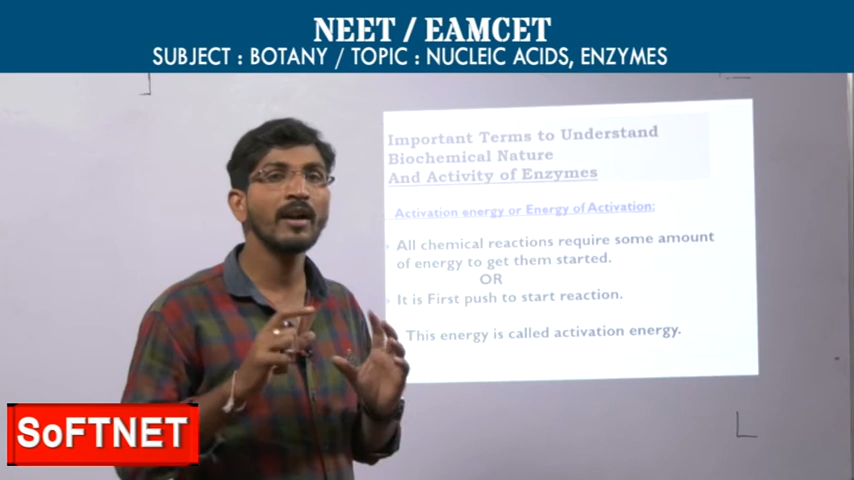 NEET / EAMCET
SUBJECT : BOTANY / TOPIC : NUCLEIC ACIDS, ENZYMES
Important Terms to Understand
Biochemical Nature
And Activity of Enzymes
Activation energy or Energy of Activation:
All chemical reactions require some amount
of energy to get them started.
OR
It is First push to start reaction.
This energy is called activation energy.
SoFTNET